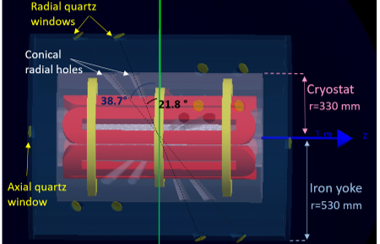 Radial quartz
windows
Conical
radial holes
38.7°
21.8 °
Cryostat
r=330 mm
Axial quartz
window
Iron yoke
r=530 mm